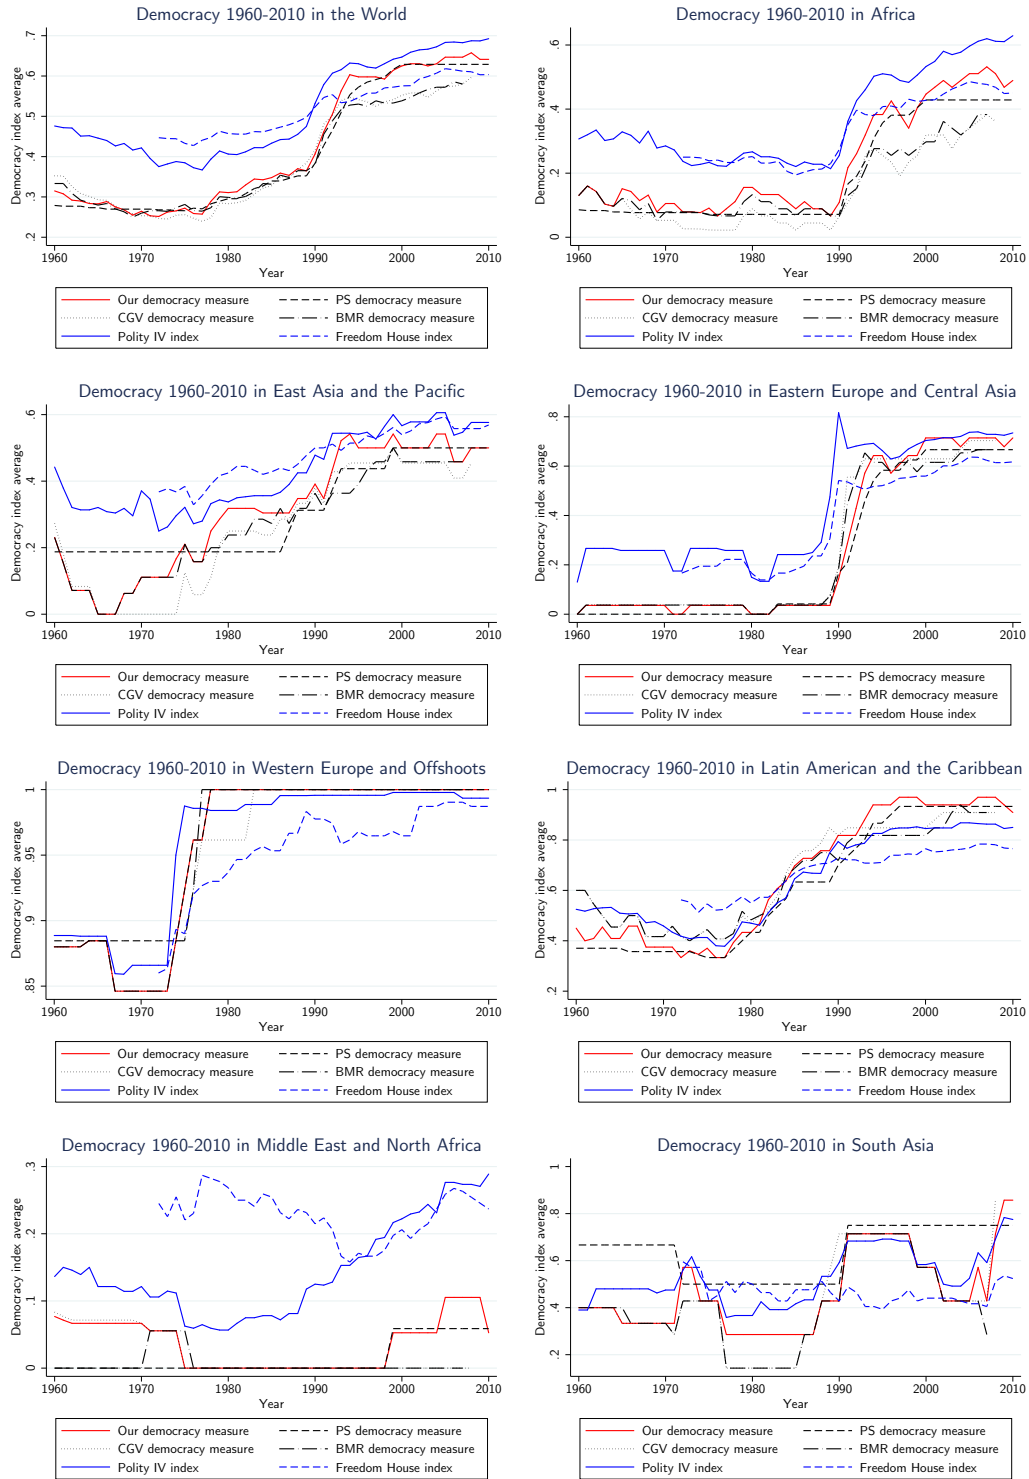 Democracy 1960-2010 in the World
Democracy index average
.2 .3 .4 .5 .6 .7
1960 1970 1980 1990 2000 2010
Year
Our democracy measure PS democracy measure
CGV democracy measure BMR democracy measure
Polity IV index Freedom House index
Democracy 1960-2010 in Africa
Democracy index average
0 .2 .4 .6
1960 1970 1980 1990 2000 2010
Year
Our democracy measure PS democracy measure
CGV democracy measure BMR democracy measure
Polity IV index Freedom House index
Democracy 1960-2010 in East Asia and the Pacific
Democracy index average
0 .2 .4 .6
1960 1970 1980 1990 2000 2010
Year
Our democracy measure PS democracy measure
CGV democracy measure BMR democracy measure
Polity IV index Freedom House index
Democracy 1960-2010 in Eastern Europe and Central Asia
Democracy index average
0 .2 .4 .6 .8
1960 1970 1980 1990 2000 2010
Year
Our democracy measure PS democracy measure
CGV democracy measure BMR democracy measure
Polity IV index Freedom House index
Democracy 1960-2010 in Western Europe and Offshoots
Democracy index average
.85 .9 .95 1
1960 1970 1980 1990 2000 2010
Year
Our democracy measure PS democracy measure
CGV democracy measure BMR democracy measure
Polity IV index Freedom House index
Democracy 1960-2010 in Latin American and the Caribbean
Democracy index average
.2 .4 .6 .8 1
1960 1970 1980 1990 2000 2010
Year
Our democracy measure PS democracy measure
CGV democracy measure BMR democracy measure
Polity IV index Freedom House index
Democracy 1960-2010 in Middle East and North Africa
Democracy index average
0 .1 .2 .3
1960 1970 1980 1990 2000 2010
Year
Our democracy measure PS democracy measure
CGV democracy measure BMR democracy measure
Polity IV index Freedom House index
Democracy 1960-2010 in South Asia
Democracy index average
.2 .4 .6 .8 1
1960 1970 1980 1990 2000 2010
Year
Our democracy measure PS democracy measure
CGV democracy measure BMR democracy measure
Polity IV index Freedom House index